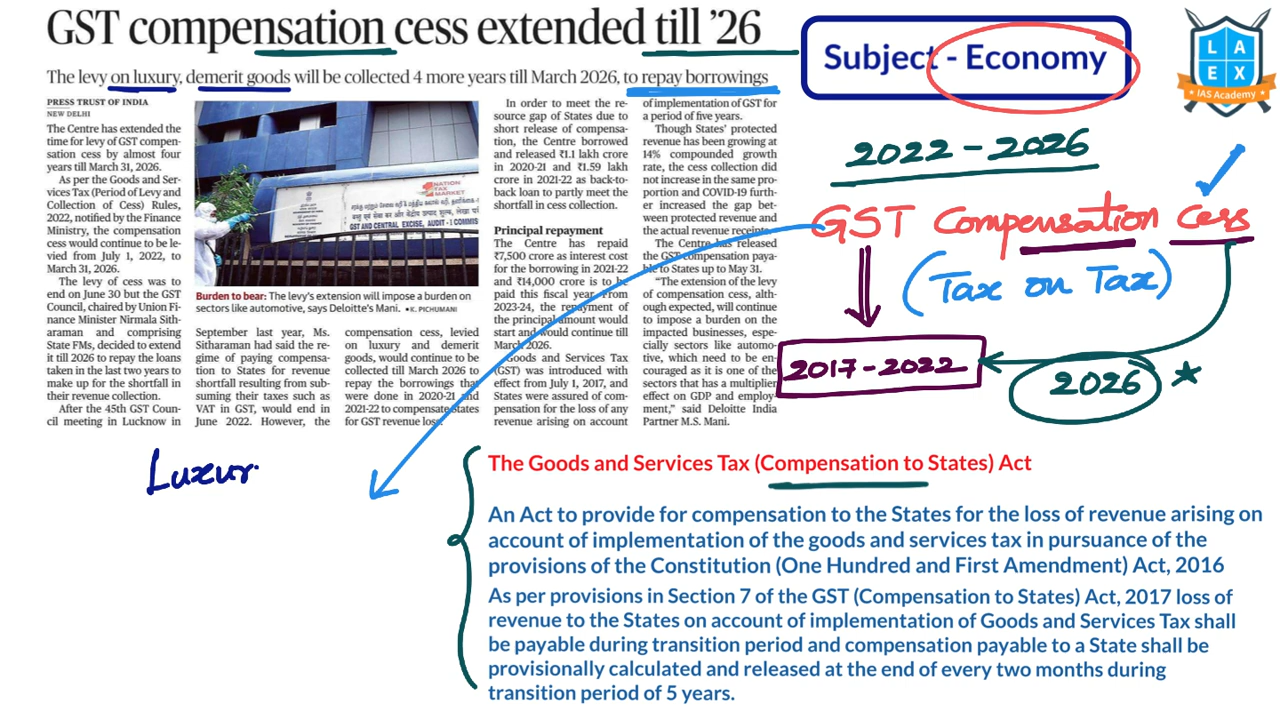 GST compensation cess extended till ’26
The levy on luxury, demerit goods will be collected 4 more years till March 2026, to repay borrowings
PRESS TRUST OF INDIA
NEW DELHI
The Centre has extended the
time for levy of GST compen-
sation cess by almost four
years till March 31, 2026.
As per the Goods and Ser-
vices Tax (Period of Levy and
Collection of Cess) Rules,
2022, notified by the Finance
Ministry, the compensation
cess would continue to be le-
vied from July 1, 2022, to
March 31, 2026.
The levy of cess was to
end on June 30 but the GST
Council, chaired by Union Fi-
nance Minister Nirmala Sith-
araman and comprising
State FMs, decided to extend
it till 2026 to repay the loans
taken in the last two years to
make up for the shortfall in
their revenue collection.
After the 45th GST Coun-
cil meeting in Lucknow in
NATION
TAX
MARKET
GST AND CENTRAL EXCISE, AUDIT -1 COMMIS
Burden to bear: The levy’s extension will impose a burden on
sectors like automotive, says Deloitte’s Mani. •K. PICHUMANI
September last year, Ms.
Sitharaman had said the re-
gime of paying compensa-
tion to States for revenue
shortfall resulting from sub-
suming their taxes such as
VAT in GST, would end in
June 2022. However, the
compensation cess, levied
on luxury and demerit
goods, would continue to be
collected till March 2026 to
repay the borrowings that
were done in 2020-21 and
2021-22 to compensate States
for GST revenue loss.
In order to meet the re-
source gap of States due to
short release of compensa-
tion, the Centre borrowed
and released ₹1.1 lakh crore
in 2020-21 and ₹1.59 lakh
crore in 2021-22 as back-to-
back loan to partly meet the
shortfall in cess collection.
Principal repayment
The Centre has repaid
₹7,500 crore as interest cost
for the borrowing in 2021-22
and ₹14,000 crore is to be
paid this fiscal year. From
2023-24, the repayment of
the principal amount would
start and would continue till
March 2026.
Goods and Services Tax
(GST) was introduced with
effect from July 1, 2017, and
States were assured of com-
pensation for the loss of any
revenue arising on account
of implementation of GST for
a period of five years.
Though States’ protected
revenue has been growing at
14% compounded growth
rate, the cess collection did
not increase in the same pro-
portion and COVID-19 furth-
er increased the gap bet-
ween protected revenue and
the actual revenue receipts.
The Centre has released
the GST compensation paya-
ble to States up to May 31.
“The extension of the levy
of compensation cess, alth-
ough expected, will continue
to impose a burden on the
impacted businesses, espe-
cially sectors like automo-
tive, which need to be en-
couraged as it is one of the
sectors that has a multiplier
effect on GDP and employ-
ment,” said Deloitte India
Partner M.S. Mani.
Subject - Economy
L A
E X
IAS Academy
2022 - 2026
GST Compensation Cess
(Tax on Tax)
2017 - 2022
2026
Luxur
The Goods and Services Tax (Compensation to States) Act
An Act to provide for compensation to the States for the loss of revenue arising on
account of implementation of the goods and services tax in pursuance of the
provisions of the Constitution (One Hundred and First Amendment) Act, 2016
As per provisions in Section 7 of the GST (Compensation to States) Act, 2017 loss of
revenue to the States on account of implementation of Goods and Services Tax shall
be payable during transition period and compensation payable to a State shall be
provisionally calculated and released at the end of every two months during
transition period of 5 years.